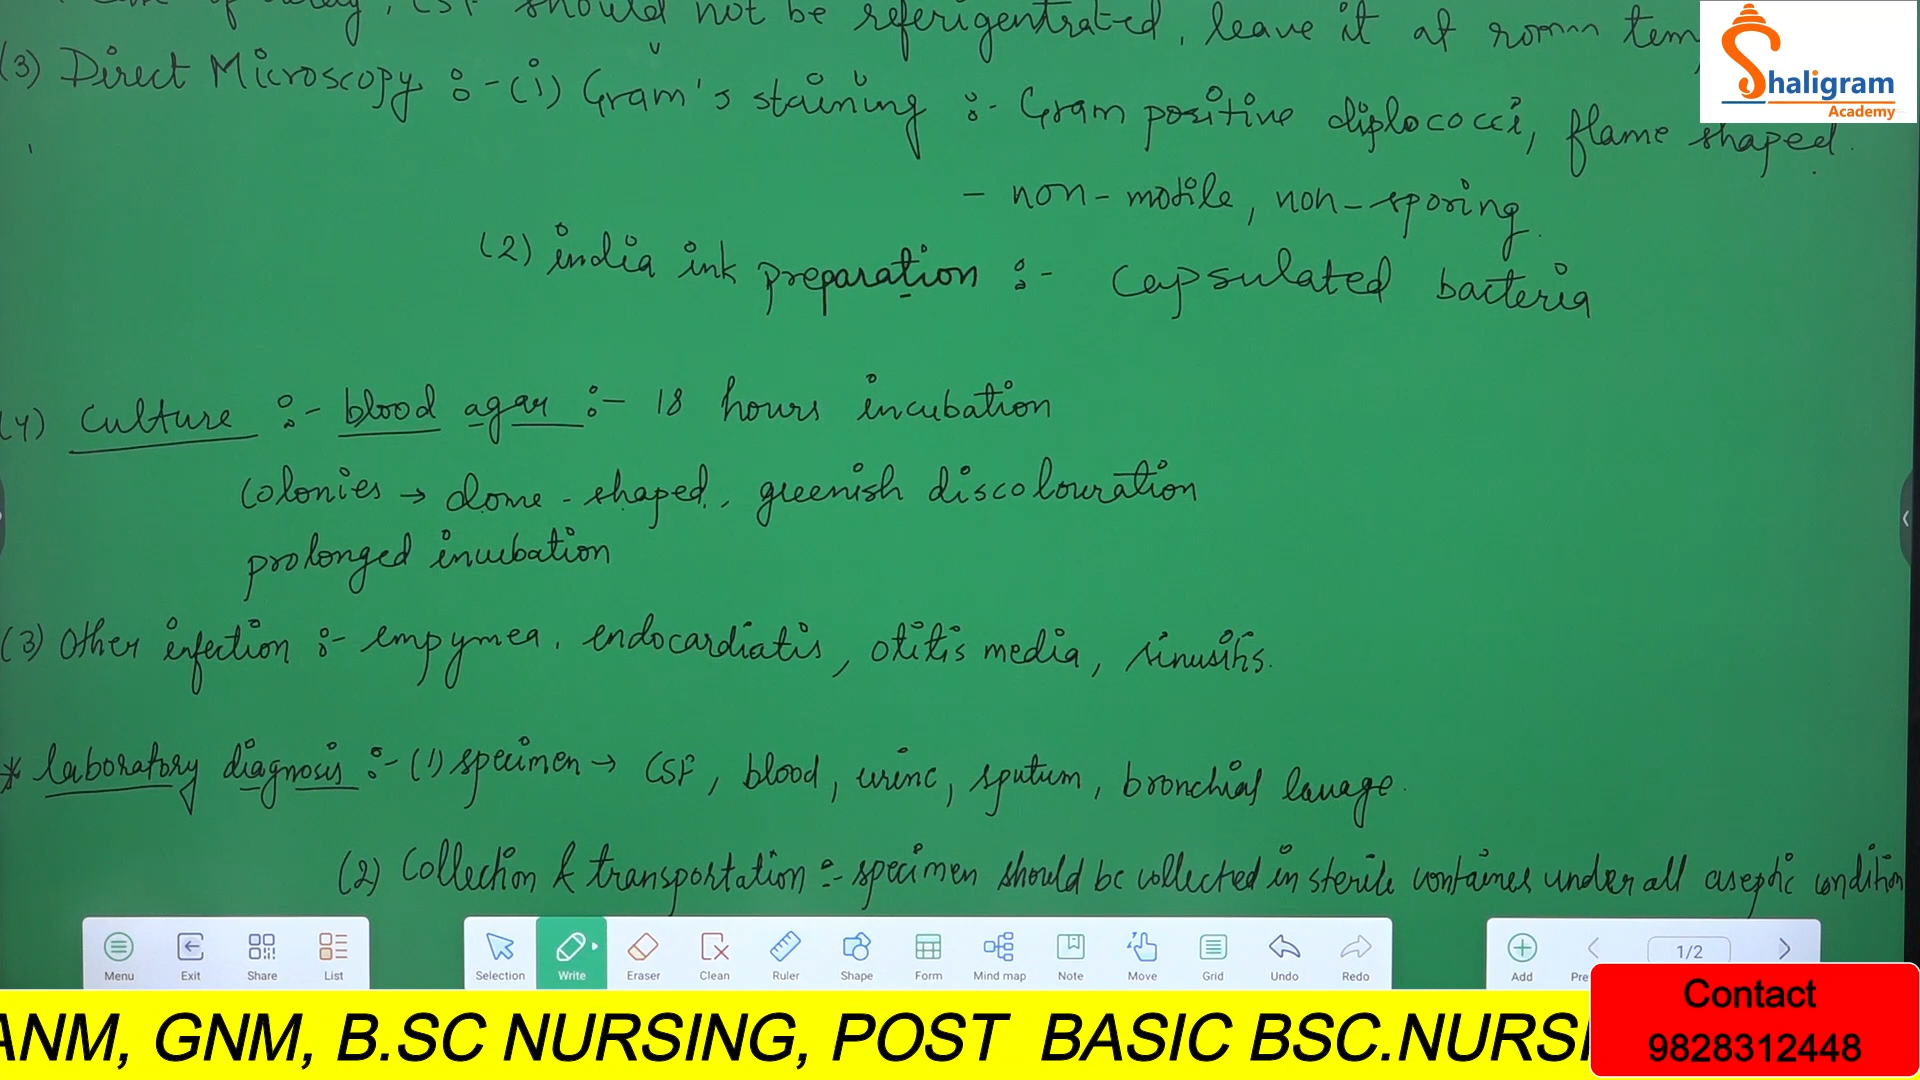 CSF should not be referigentrated, leave it at room tem
(3) Direct Microscopy :- (i) Gram's staining :- Gram positive diplococci, flame shaped.
- non-motile, non-sporing.
(2) india ink preparation :- capsulated bacteria
(4) Culture :- blood agar :- 18 hours incubation
colonies → dome-shaped, greenish discolouration
prolonged incubation
(3) Other infection :- empymea, endocardiatis, otitis media, sinusitis.
* laboratory diagnosis :- (1) specimen → CSF, blood, urine, sputum, bronchial lavage.
(2) Collection & transportation :- specimen should be collected in sterile container under all aseptic condition
Shaligram
Academy
Menu Exit Share List Selection Write Eraser Clean Ruler Shape Form Mind map Note Move Grid Undo Redo Add Pre 1/2
ANM, GNM, B.SC NURSING, POST BASIC BSC.NURSI
Contact
9828312448